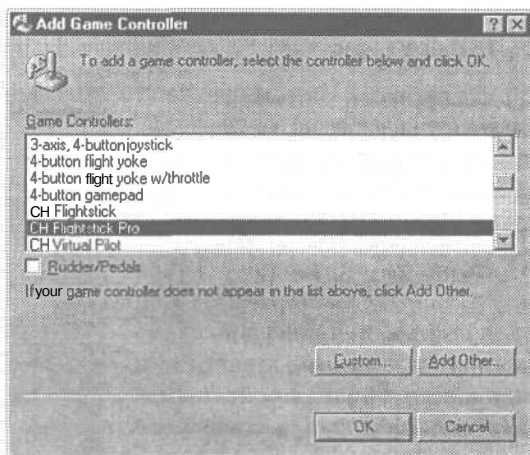 Add Game Controller
To add a game controller, select the controller below and click OK.
Game Controllers:
3-axis, 4-button joystick
4-button flight yoke
4-button flight yoke w/throttle
4-button gamepad
CH Flightstick
CH Flightstick Pro
CH Virtual Pilot
Rudder/Pedals
If your game controller does not appear in the list above, click Add Other.
Custom... Add Other...
OK Cancel